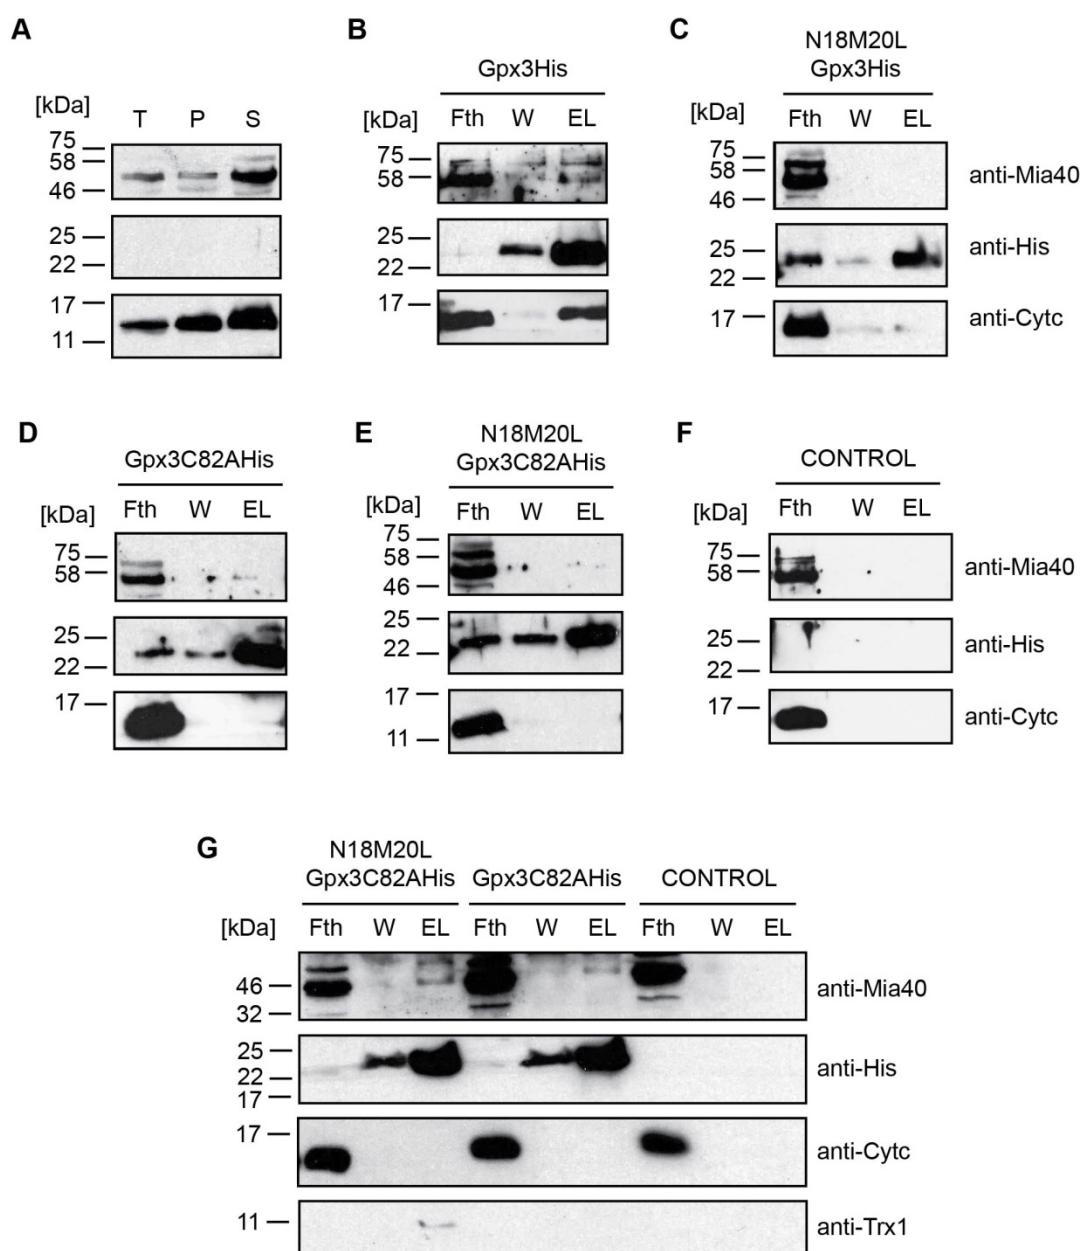 A
[kDa]
T P S
75
58
46
25
22
17
11
B
Gpx3His
[kDa]
Fth W EL
75
58
25
22
17
C
N18M20L
Gpx3His
[kDa]
Fth W EL
75
58
46
anti-Mia40
25
22
anti-His
17
anti-Cytc
D
Gpx3C82AHis
[kDa]
Fth W EL
75
58
25
22
17
E
N18M20L
Gpx3C82AHis
[kDa]
Fth W EL
75
58
46
25
22
17
11
F
CONTROL
[kDa]
Fth W EL
75
58
anti-Mia40
25
22
anti-His
17
anti-Cytc
G
N18M20L
Gpx3C82AHis Gpx3C82AHis CONTROL
[kDa]
Fth W EL Fth W EL Fth W EL
46
32
anti-Mia40
25
22
17
anti-His
17
anti-Cytc
11
anti-Trx1